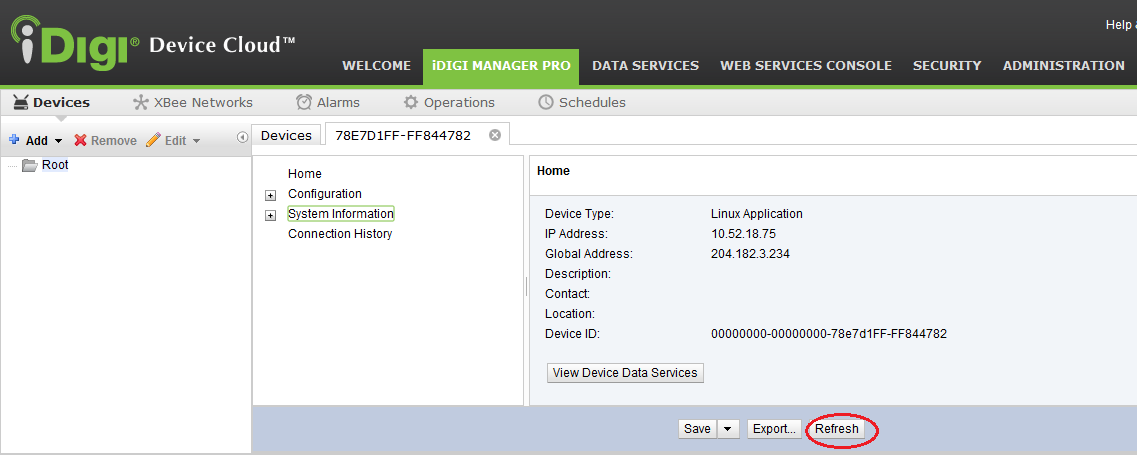 Help
iDigi® Device Cloud™
WELCOME iDIGI MANAGER PRO DATA SERVICES WEB SERVICES CONSOLE SECURITY ADMINISTRATION
Devices XBee Networks Alarms Operations Schedules
Add Remove Edit
Devices 78E7D1FF-FF844782
Root
Home
Configuration
System Information
Connection History
Home
Device Type: Linux Application
IP Address: 10.52.18.75
Global Address: 204.182.3.234
Description:
Contact:
Location:
Device ID: 00000000-00000000-78e7d1FF-FF844782
View Device Data Services
Save Export... Refresh